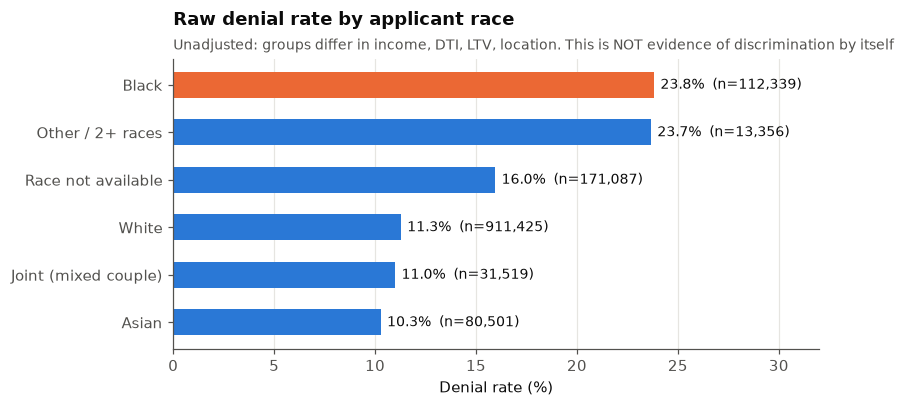 Raw denial rate by applicant race
Unadjusted: groups differ in income, DTI, LTV, location. This is NOT evidence of discrimination by itself
Black 23.8% (n=112,339)
Other / 2+ races 23.7% (n=13,356)
Race not available 16.0% (n=171,087)
White 11.3% (n=911,425)
Joint (mixed couple) 11.0% (n=31,519)
Asian 10.3% (n=80,501)
0 5 10 15 20 25 30
Denial rate (%)